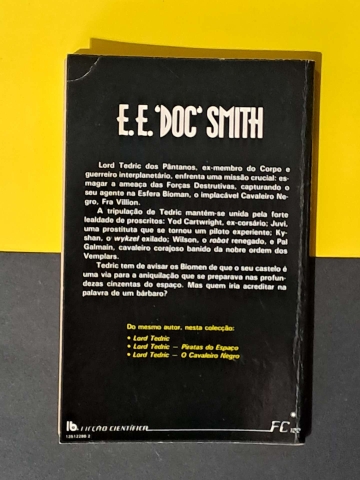 E.E. 'DOC' SMITH
Lord Tedric dos Pântanos, ex-membro do Corpo e
guerreiro interplanetário, enfrenta uma missão crucial: es-
magar a ameaça das Forças Destrutivas, capturando o
seu agente na Esfera Bioman, o implacável Cavaleiro Ne-
gro, Fra Villion.
A tripulação de Tedric mantém-se unida pela forte
lealdade de proscritos: Yod Cartwright, ex-corsário; Juvi,
uma prostituta que se tornou um piloto experiente; Ky-
shan, o wykzel exilado; Wilson, o robot renegado, e Pal
Galmain, cavaleiro corajoso banido da nobre ordem dos
Vemplars.
Tedric tem de avisar os Biomen de que o seu castelo é
uma via para a aniquilação que se preparava nas profun-
dezas cinzentas do espaço. Mas quem iria acreditar na
palavra de um bárbaro?
Do mesmo autor, nesta colecção:
• Lord Tedric
• Lord Tedric — Piratas do Espaço
• Lord Tedric — O Cavaleiro Negro
FICÇÃO CIENTÍFICA
FC 122